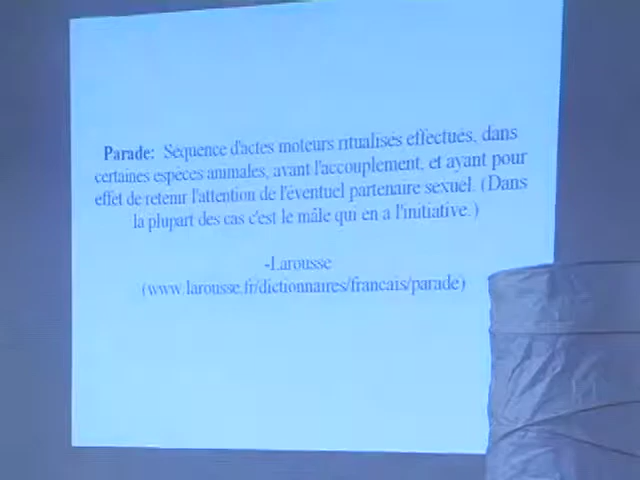 Parade: Séquence d'actes moteurs ritualisés effectués, dans
certaines espèces animales, avant l'accouplement, et ayant pour
effet de retenir l'attention de l'éventuel partenaire sexuel. (Dans
la plupart des cas c'est le mâle qui en a l'initiative.)
-Larousse
(www.larousse.fr/dictionnaires/francais/parade)